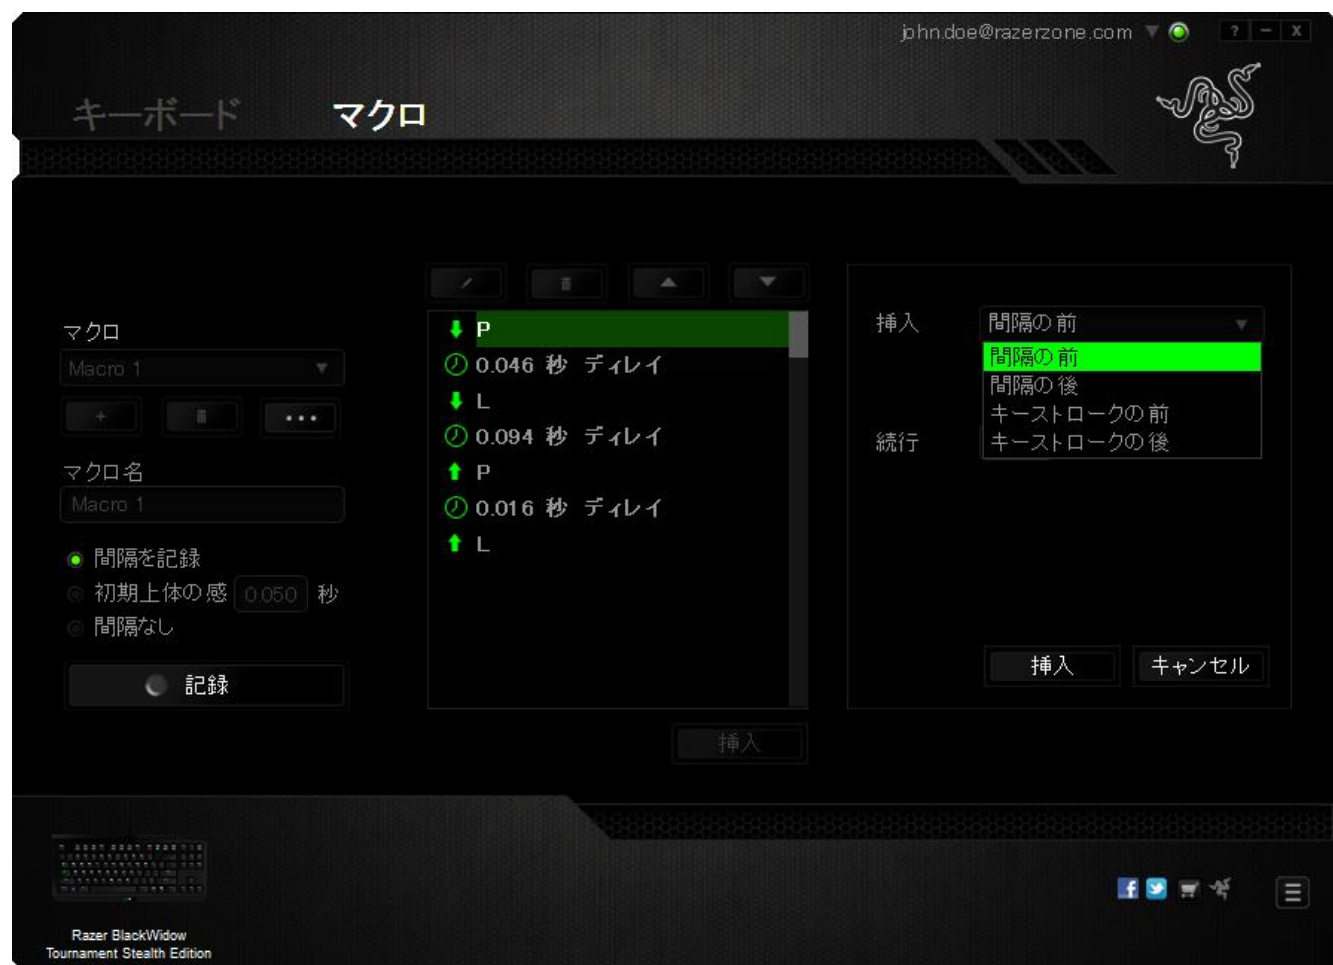 john.doe@razerzone.com
? - X
キーボード マクロ
マクロ
Macro 1
マクロ名
Macro 1
間隔を記録
初期上体の感 0.050 秒
間隔なし
記録
P
0.046 秒 ディレイ
L
0.094 秒 ディレイ
P
0.016 秒 ディレイ
L
挿入
挿入 間隔の前
間隔の前
間隔の後
キーストロークの前
キーストロークの後
続行
挿入 キャンセル
Razer BlackWidow
Tournament Stealth Edition